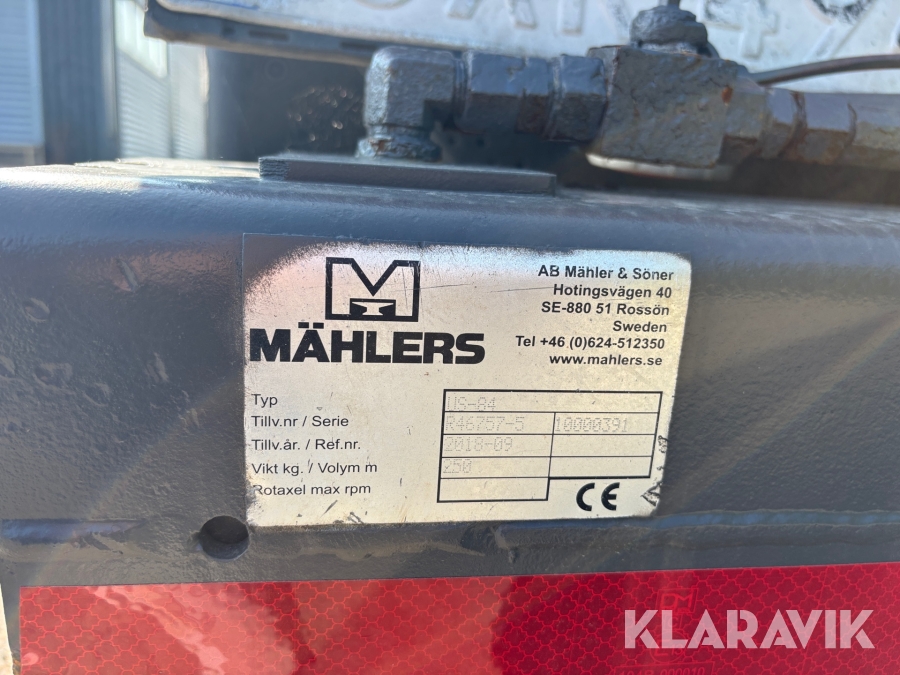 MÄHLERS
AB Mähler & Söner
Hotingsvägen 40
SE-880 51 Rossön
Sweden
Tel +46 (0)624-512350
www.mahlers.se
Typ US-84
Tillv.nr / Serie R46757-5 10000391
Tillv.år. / Ref.nr. 2018-09
Vikt kg. / Volym m 250
Rotaxel max rpm
CE
KLARAVIK